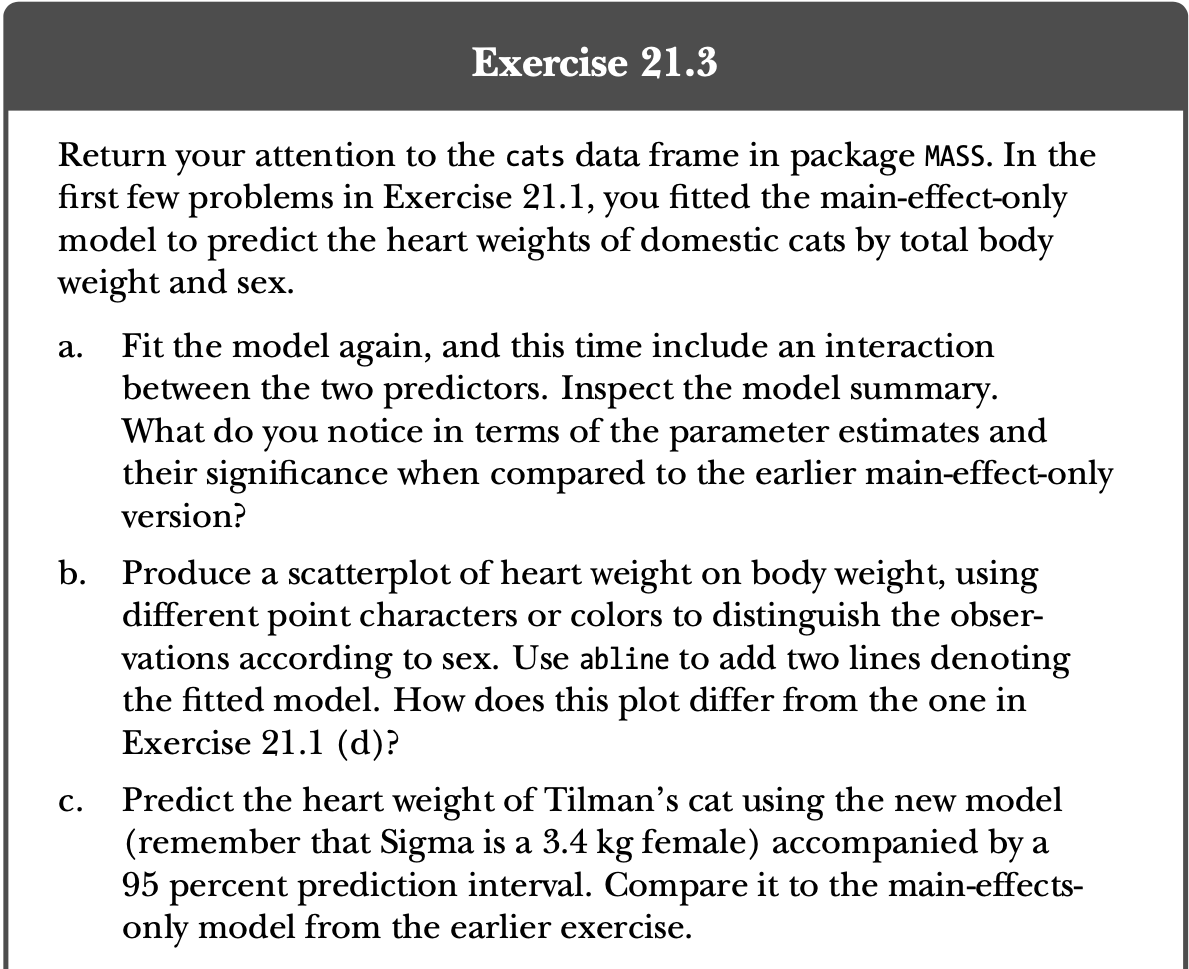 Exercise 21.3
Return your attention to the cats data frame in package MASS. In the
first few problems in Exercise 21.1, you fitted the main-effect-only
model to predict the heart weights of domestic cats by total body
weight and sex.
a. Fit the model again, and this time include an interaction
between the two predictors. Inspect the model summary.
What do you notice in terms of the parameter estimates and
their significance when compared to the earlier main-effect-only
version?
b. Produce a scatterplot of heart weight on body weight, using
different point characters or colors to distinguish the obser-
vations according to sex. Use abline to add two lines denoting
the fitted model. How does this plot differ from the one in
Exercise 21.1 (d)?
c. Predict the heart weight of Tilman’s cat using the new model
(remember that Sigma is a 3.4 kg female) accompanied by a
95 percent prediction interval. Compare it to the main-effects-
only model from the earlier exercise.